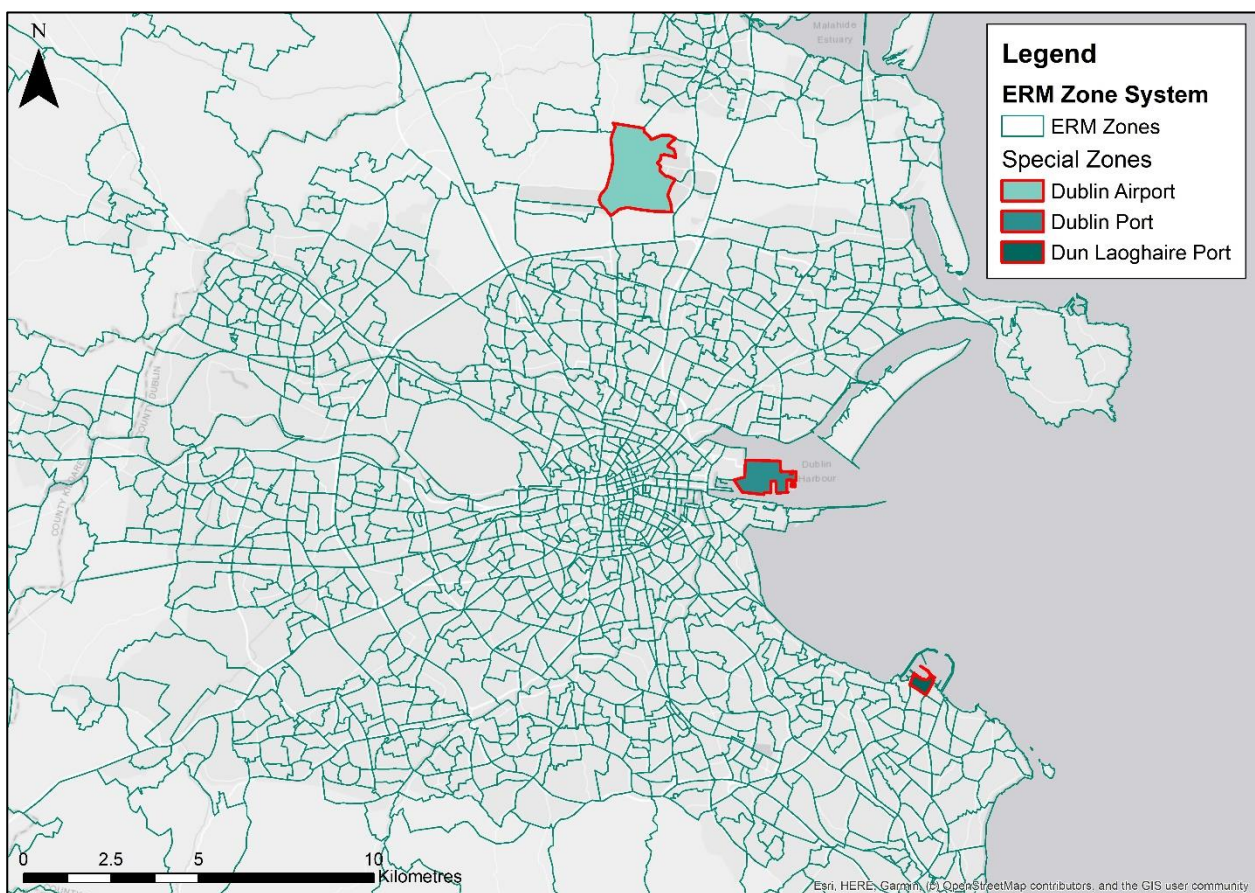 N
Malahide
Estuary
Legend
ERM Zone System
ERM Zones
Special Zones
Dublin Airport
Dublin Port
Dun Laoghaire Port
COUNTY DUBLIN
COUNTY KILDARE
Dublin
Harbour
0 2.5 5 10
Kilometres
Esri, HERE, Garmin, (c) OpenStreetMap contributors, and the GIS user community